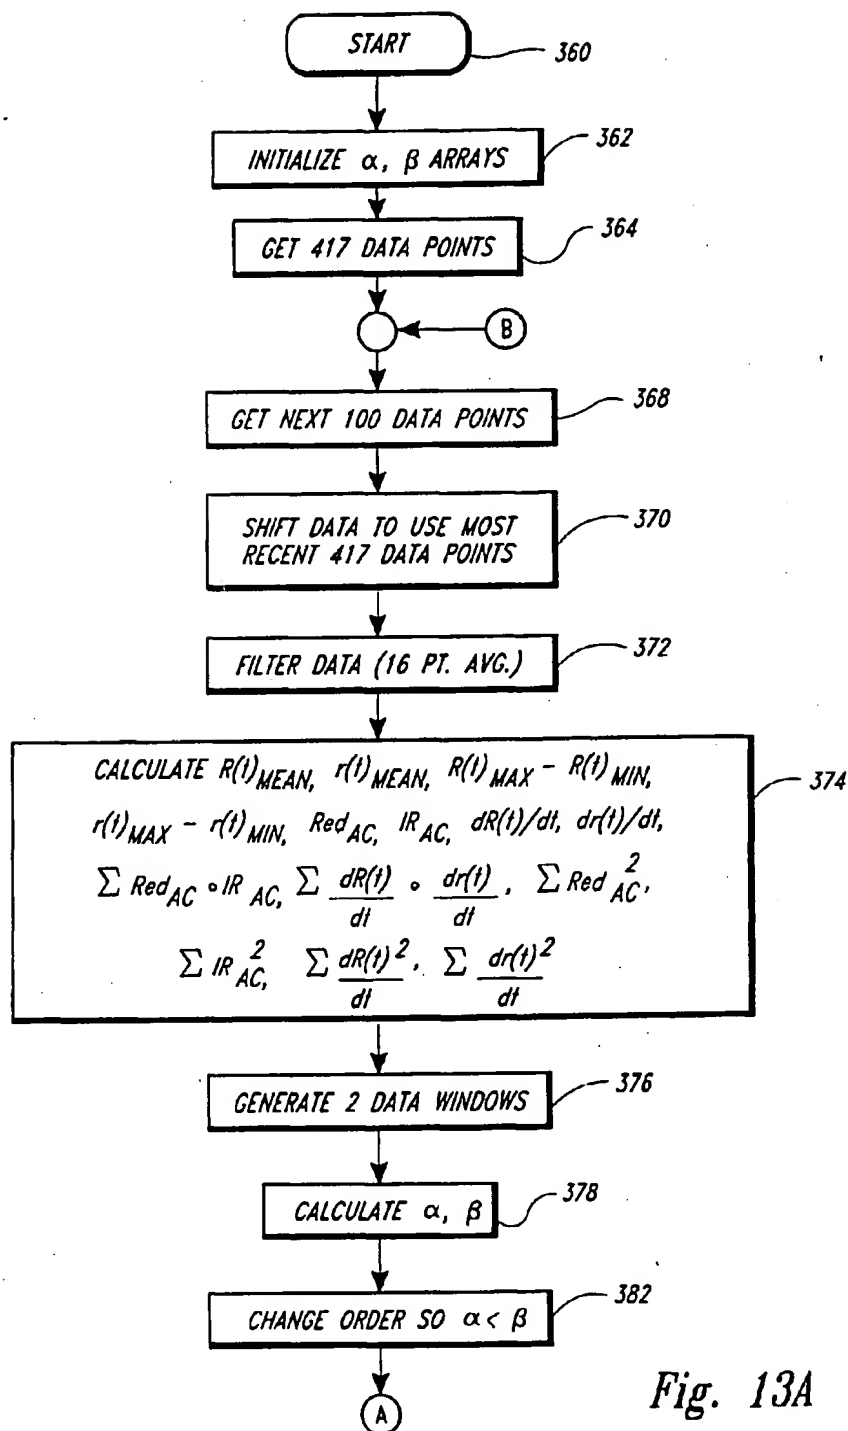 START
360
INITIALIZE α, β ARRAYS
362
GET 417 DATA POINTS
364
B
GET NEXT 100 DATA POINTS
368
SHIFT DATA TO USE MOST
RECENT 417 DATA POINTS
370
FILTER DATA (16 PT. AVG.)
372
CALCULATE R(t)MEAN, r(t)MEAN, R(t)MAX – R(t)MIN,
r(t)MAX – r(t)MIN, RedAC, IRAC, dR(t)/dt, dr(t)/dt,
∑ RedAC ∘ IR AC, ∑ dR(t)/dt ∘ dr(t)/dt, ∑ RedAC², 
∑ IRAC², ∑ dR(t)²/dt, ∑ dr(t)²/dt
374
GENERATE 2 DATA WINDOWS
376
CALCULATE α, β
378
CHANGE ORDER SO α < β
382
A
Fig. 13A